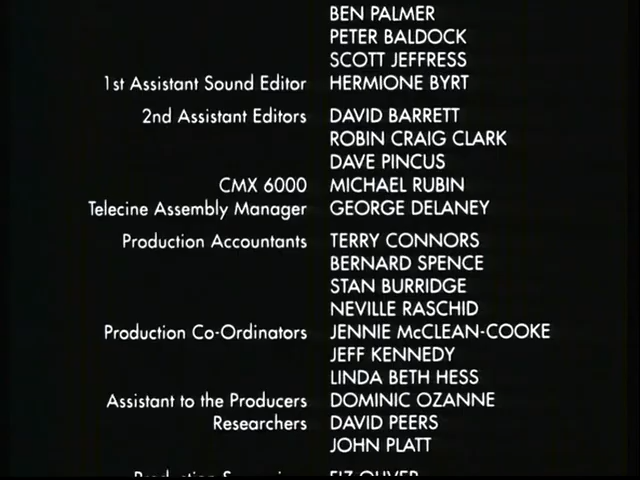 BEN PALMER
PETER BALDOCK
SCOTT JEFFRESS
1st Assistant Sound Editor HERMIONE BYRT
2nd Assistant Editors DAVID BARRETT
ROBIN CRAIG CLARK
DAVE PINCUS
CMX 6000 MICHAEL RUBIN
Telecine Assembly Manager GEORGE DELANEY
Production Accountants TERRY CONNORS
BERNARD SPENCE
STAN BURRIDGE
NEVILLE RASCHID
Production Co-Ordinators JENNIE McCLEAN-COOKE
JEFF KENNEDY
LINDA BETH HESS
Assistant to the Producers DOMINIC OZANNE
Researchers DAVID PEERS
JOHN PLATT
Production